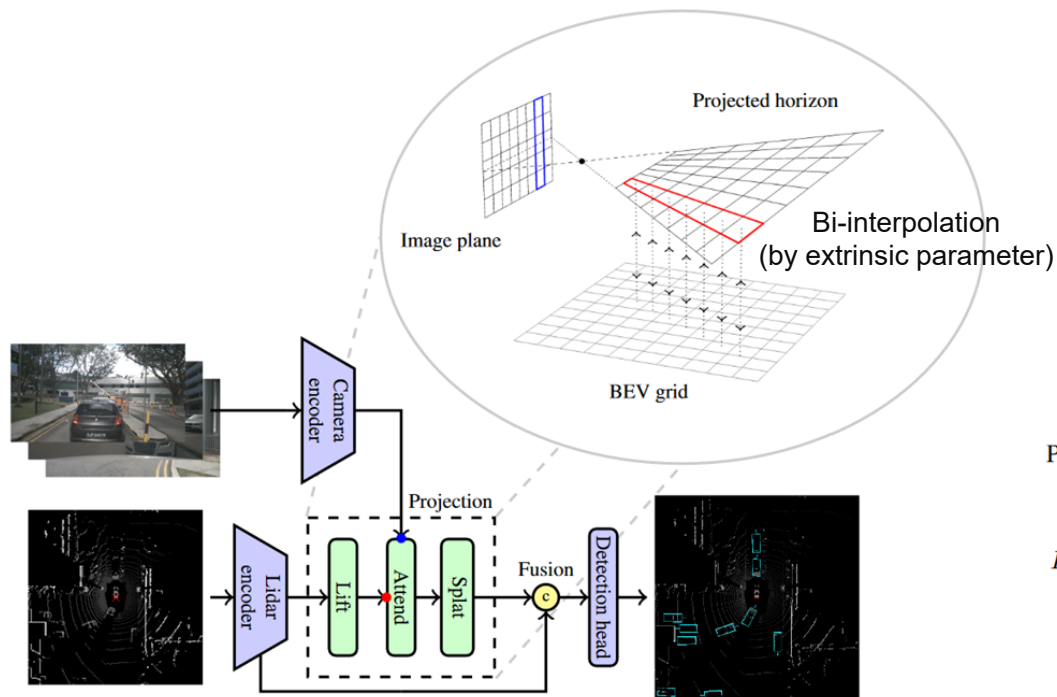 Projected horizon
Image plane
Bi-interpolation
(by extrinsic parameter)
BEV grid
Camera
encoder
P
Projection
Lidar
encoder
Lift
Attend
Splat
Fusion
c
Detection head